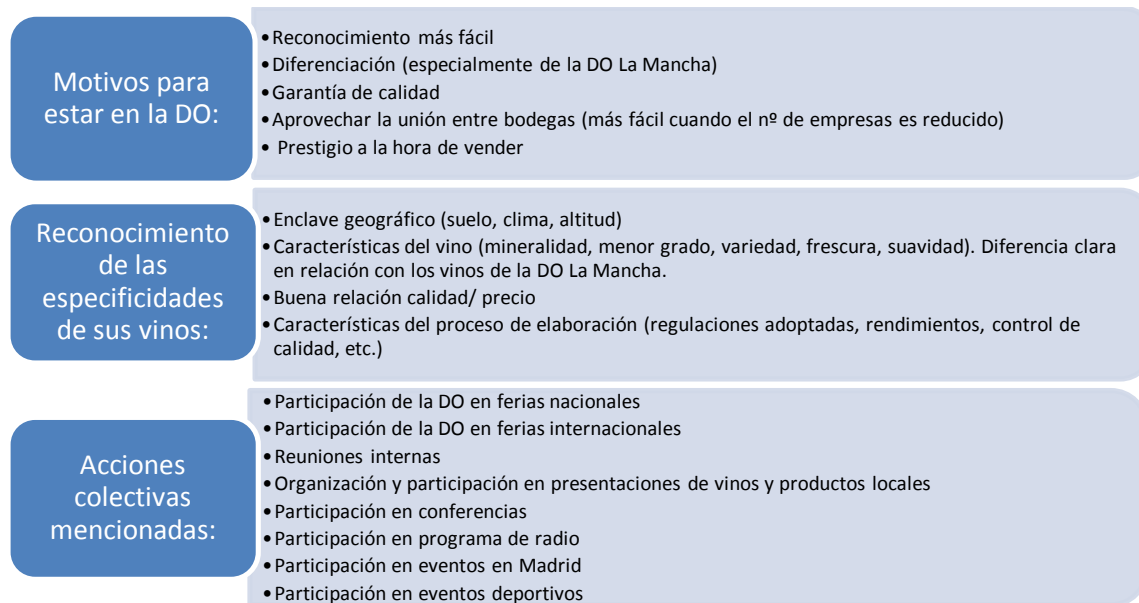 Motivos para
estar en la DO:
•Reconocimiento más fácil
•Diferenciación (especialmente de la DO La Mancha)
•Garantía de calidad
•Aprovechar la unión entre bodegas (más fácil cuando el nº de empresas es reducido)
• Prestigio a la hora de vender
Reconocimiento
de las
especificidades
de sus vinos:
•Enclave geográfico (suelo, clima, altitud)
•Características del vino (mineralidad, menor grado, variedad, frescura, suavidad). Diferencia clara
en relación con los vinos de la DO La Mancha.
•Buena relación calidad/ precio
•Características del proceso de elaboración (regulaciones adoptadas, rendimientos, control de
calidad, etc.)
Acciones
colectivas
mencionadas:
•Participación de la DO en ferias nacionales
•Participación de la DO en ferias internacionales
•Reuniones internas
•Organización y participación en presentaciones de vinos y productos locales
•Participación en conferencias
•Participación en programa de radio
•Participación en eventos en Madrid
•Participación en eventos deportivos